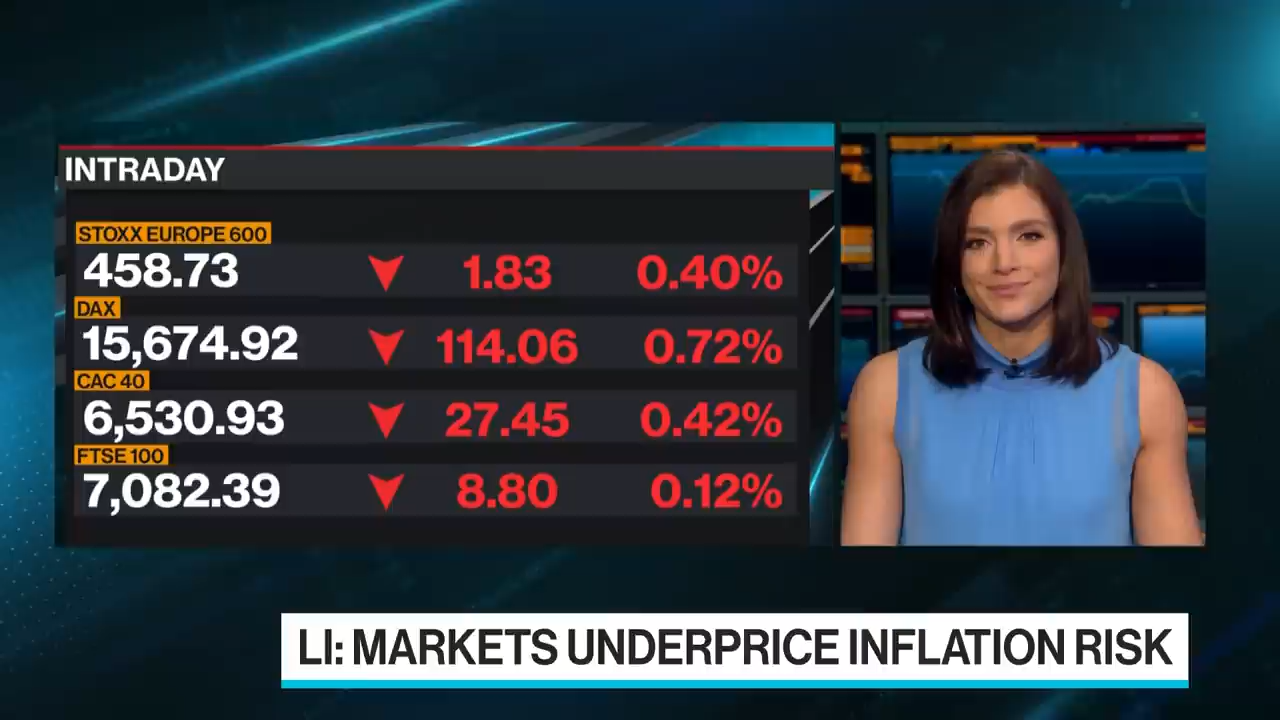 INTRADAY
STOXX EUROPE 600
458.73 1.83 0.40%
DAX
15,674.92 114.06 0.72%
CAC 40
6,530.93 27.45 0.42%
FTSE 100
7,082.39 8.80 0.12%
LI: MARKETS UNDERPRICE INFLATION RISK